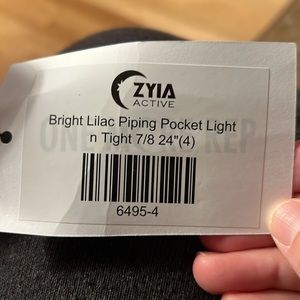 ZYIA
ACTIVE
Bright Lilac Piping Pocket Light
n Tight 7/8 24"(4)
6495-4